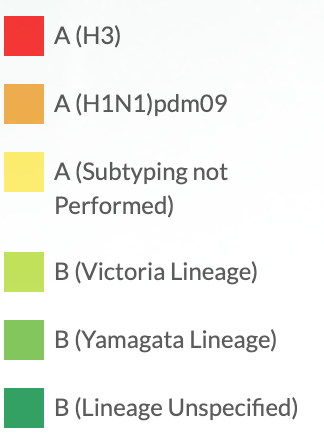 A (H3)
A (H1N1)pdm09
A (Subtyping not
Performed)
B (Victoria Lineage)
B (Yamagata Lineage)
B (Lineage Unspecified)